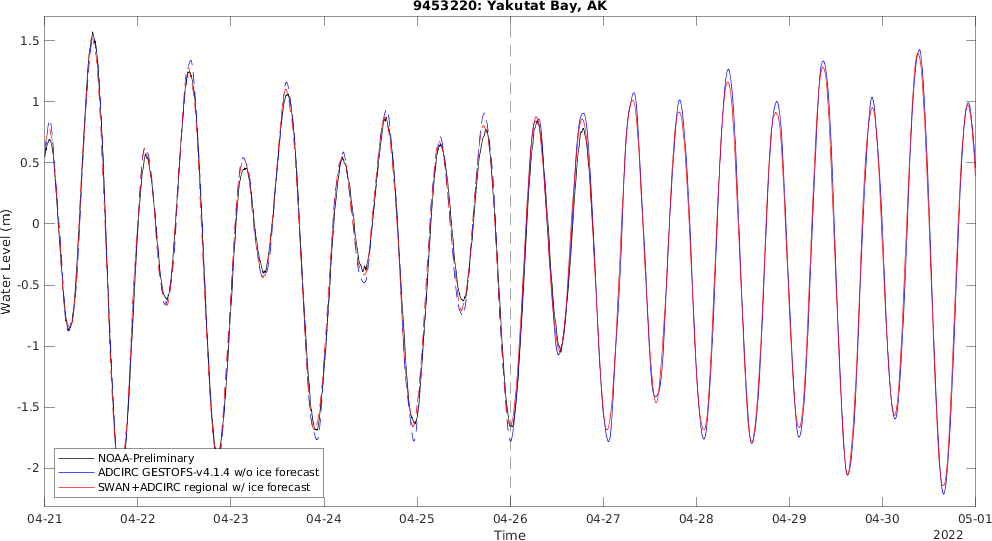 9453220: Yakutat Bay, AK
Water Level (m)
1.5
1
0.5
0
-0.5
-1
-1.5
-2
NOAA-Preliminary
ADCIRC GESTOFS-v4.1.4 w/o ice forecast
SWAN+ADCIRC regional w/ ice forecast
04-21 04-22 04-23 04-24 04-25 04-26 04-27 04-28 04-29 04-30 05-01
Time
2022